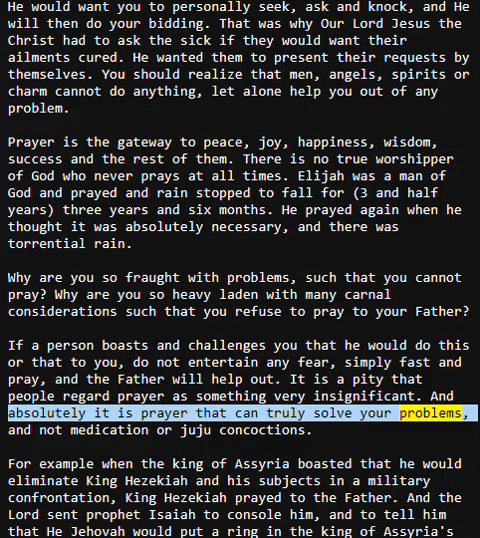 He would want you to personally seek, ask and knock, and He
will then do your bidding. That was why Our Lord Jesus the
Christ had to ask the sick if they would want their
ailments cured. He wanted them to present their requests by
themselves. You should realize that men, angels, spirits or
charm cannot do anything, let alone help you out of any
problem.
Prayer is the gateway to peace, joy, happiness, wisdom,
success and the rest of them. There is no true worshipper
of God who never prays at all times. Elijah was a man of
God and prayed and rain stopped to fall for (3 and half
years) three years and six months. He prayed again when he
thought it was absolutely necessary, and there was
torrential rain.
Why are you so fraught with problems, such that you cannot
pray? Why are you so heavy laden with many carnal
considerations such that you refuse to pray to your Father?
If a person boasts and challenges you that he would do this
or that to you, do not entertain any fear, simply fast and
pray, and the Father will help out. It is a pity that
people regard prayer as something very insignificant. And
absolutely it is prayer that can truly solve your problems,
and not medication or juju concoctions.
For example when the king of Assyria boasted that he would
eliminate King Hezekiah and his subjects in a military
confrontation, King Hezekiah prayed to the Father. And the
Lord sent prophet Isaiah to console him, and to tell him
that He Jehovah would put a ring in the king of Assyria's